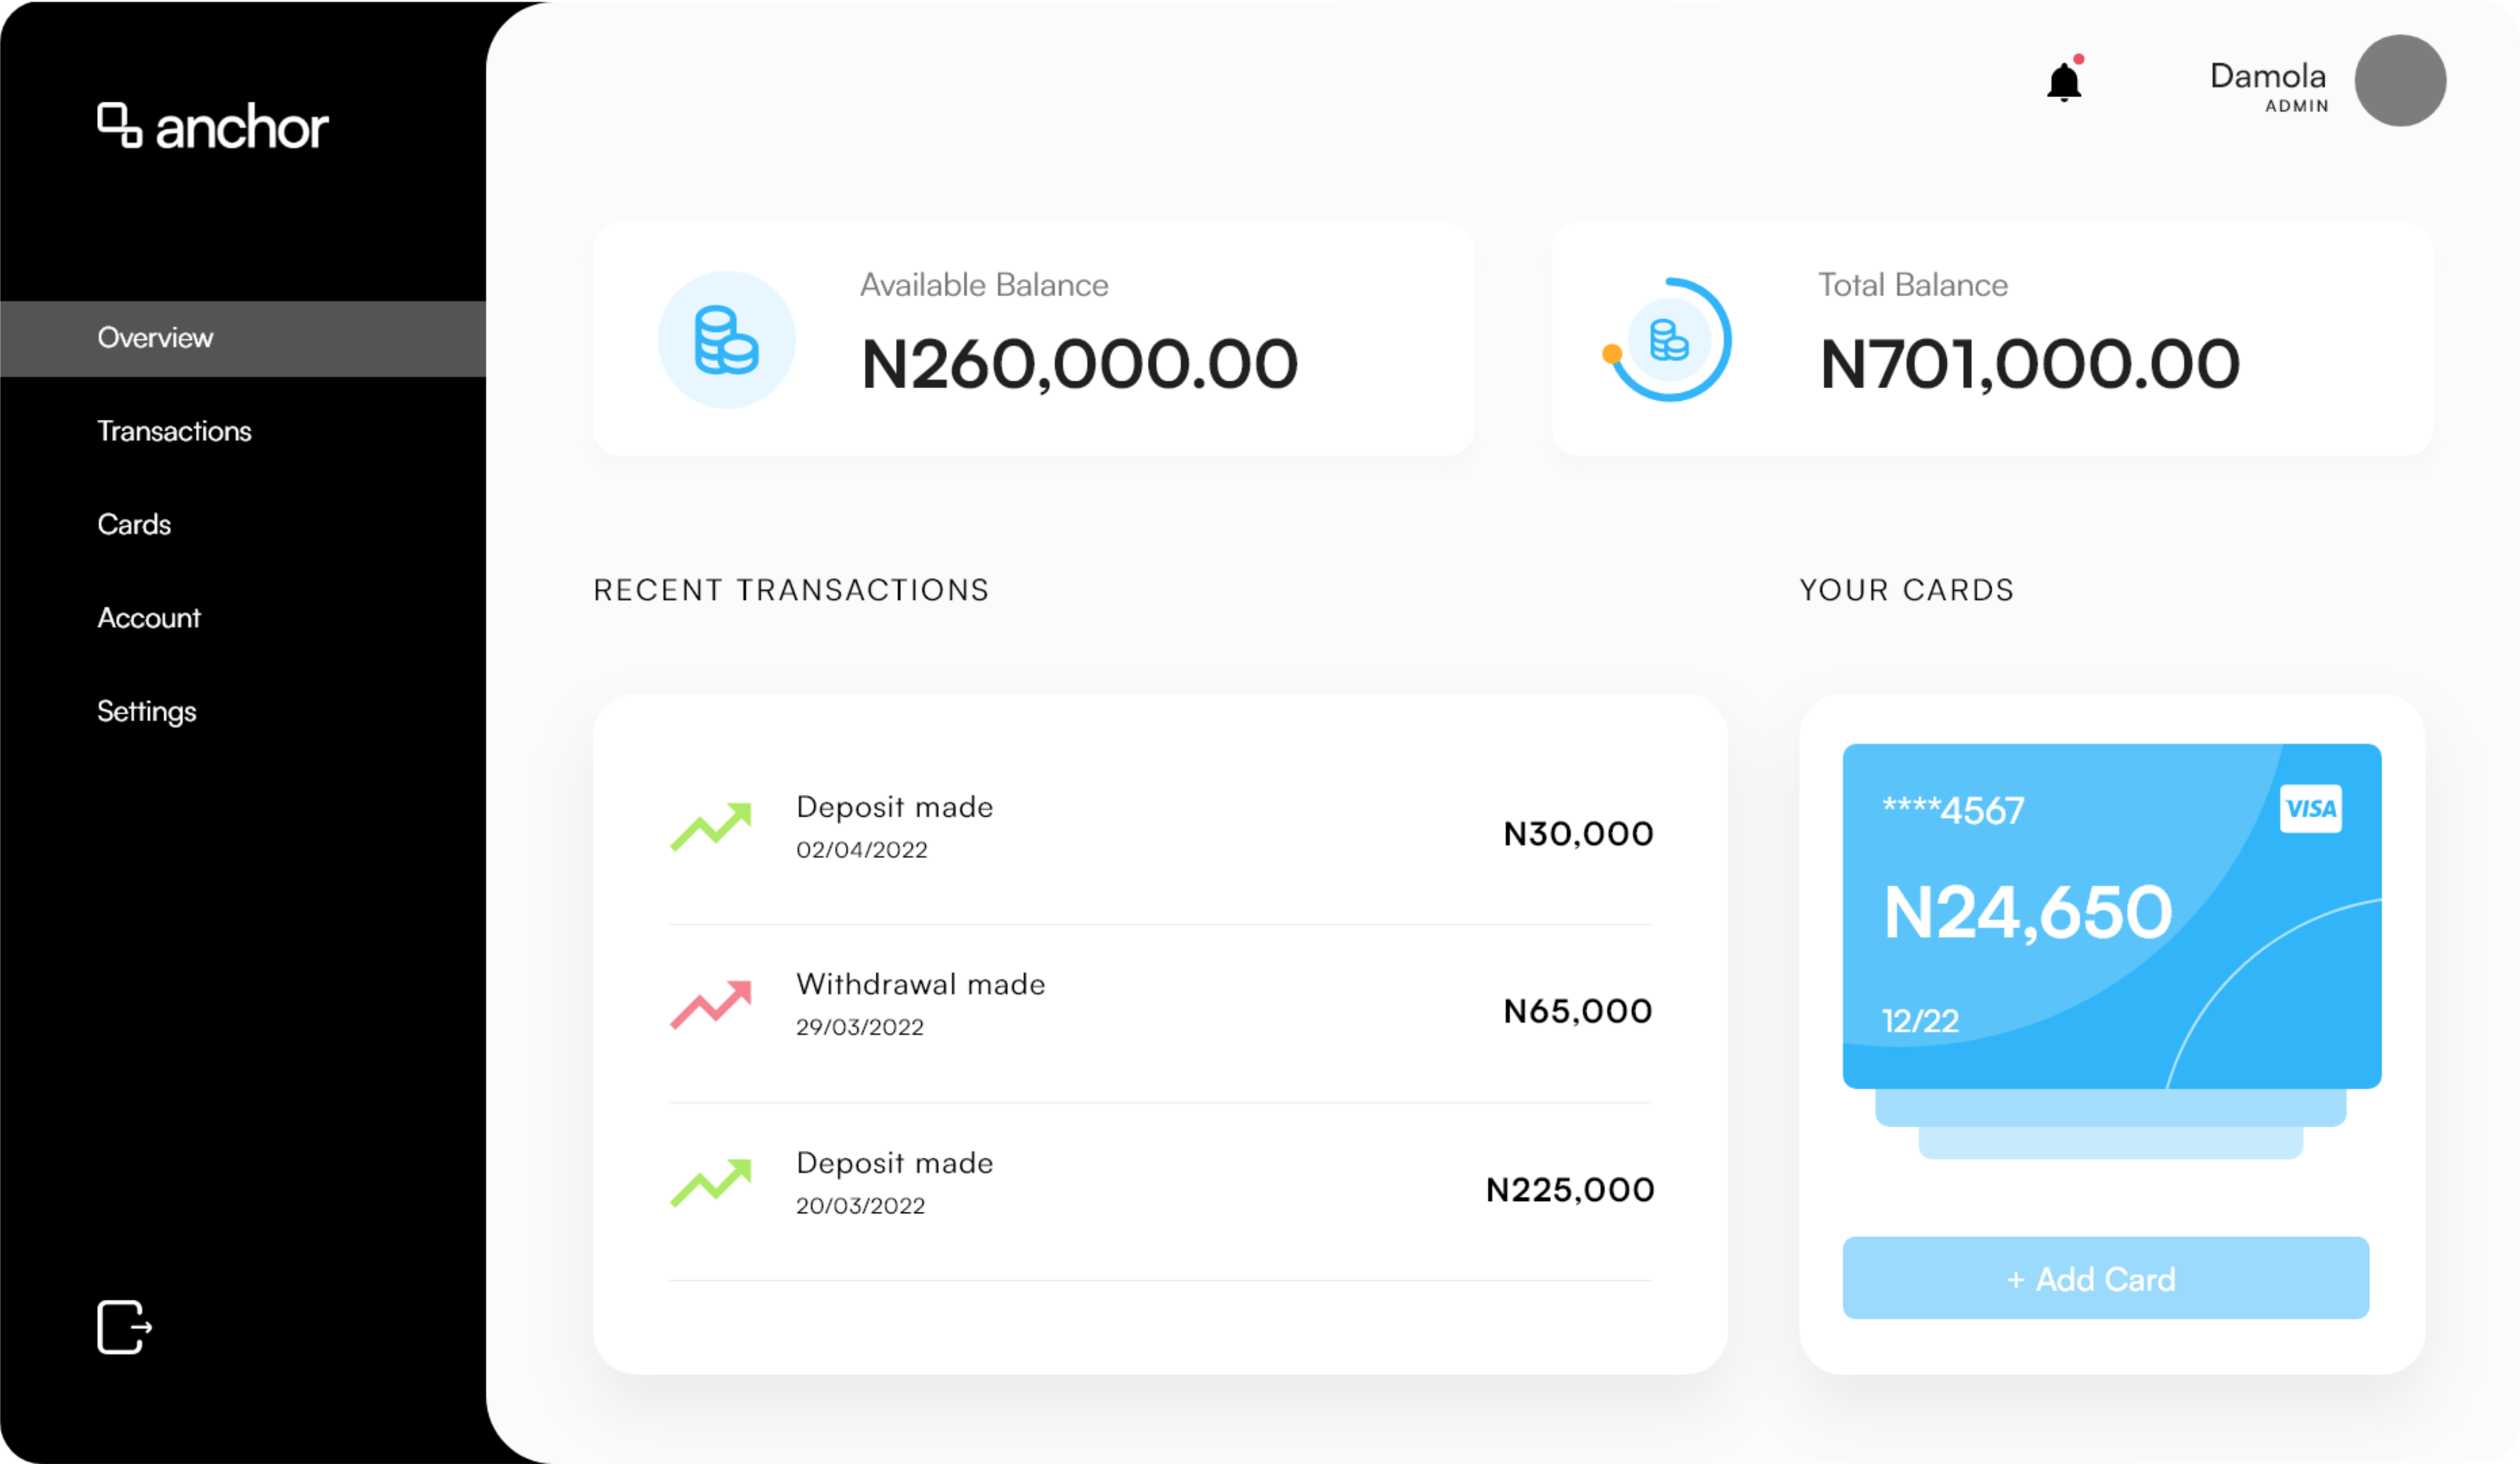 anchor
Overview
Transactions
Cards
Account
Settings
Damola
ADMIN
Available Balance
N260,000.00
Total Balance
N701,000.00
RECENT TRANSACTIONS
Deposit made
02/04/2022
N30,000
Withdrawal made
29/03/2022
N65,000
Deposit made
20/03/2022
N225,000
YOUR CARDS
****4567
VISA
N24,650
12/22
+ Add Card